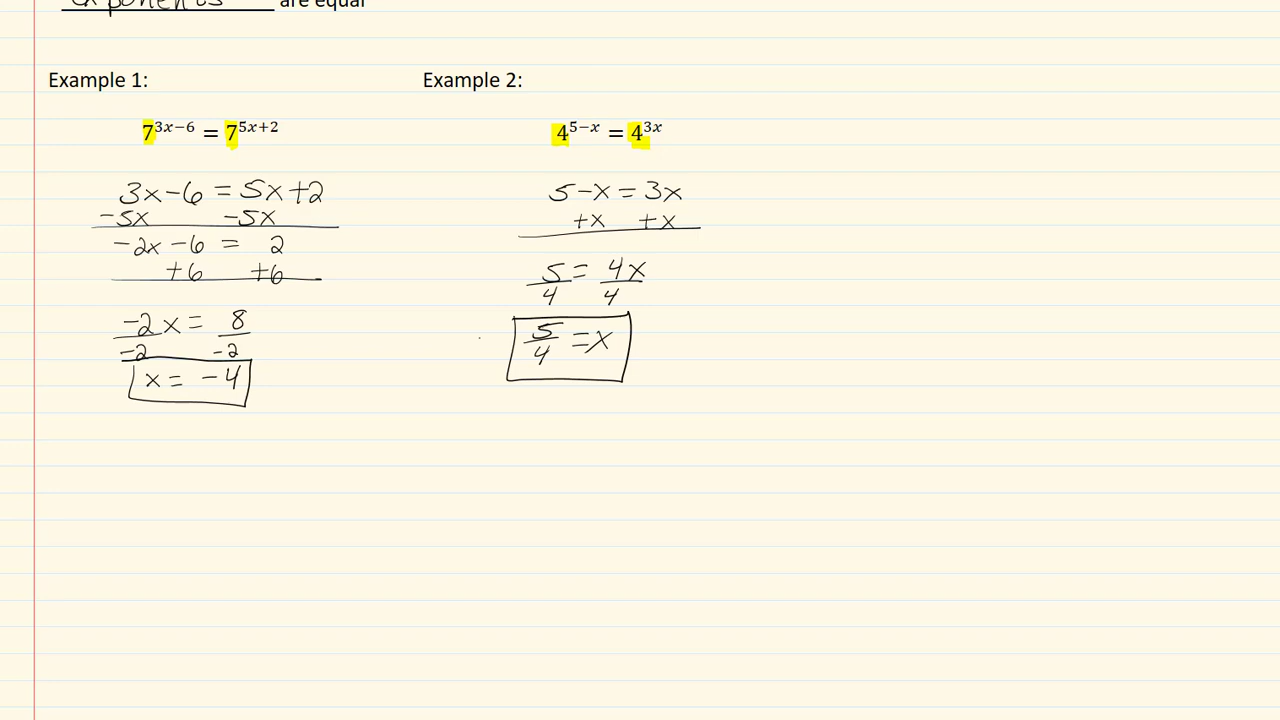 exponents are equal
Example 1:
7^{3x−6} = 7^{5x+2}
3x-6 = 5x+2
-5x -5x
-2x -6 = 2
+6 +6
-2x = 8
-2 -2
x = -4
Example 2:
4^{5−x} = 4^{3x}
5-x = 3x
+x +x
5 = 4x
4 4
5/4 = x